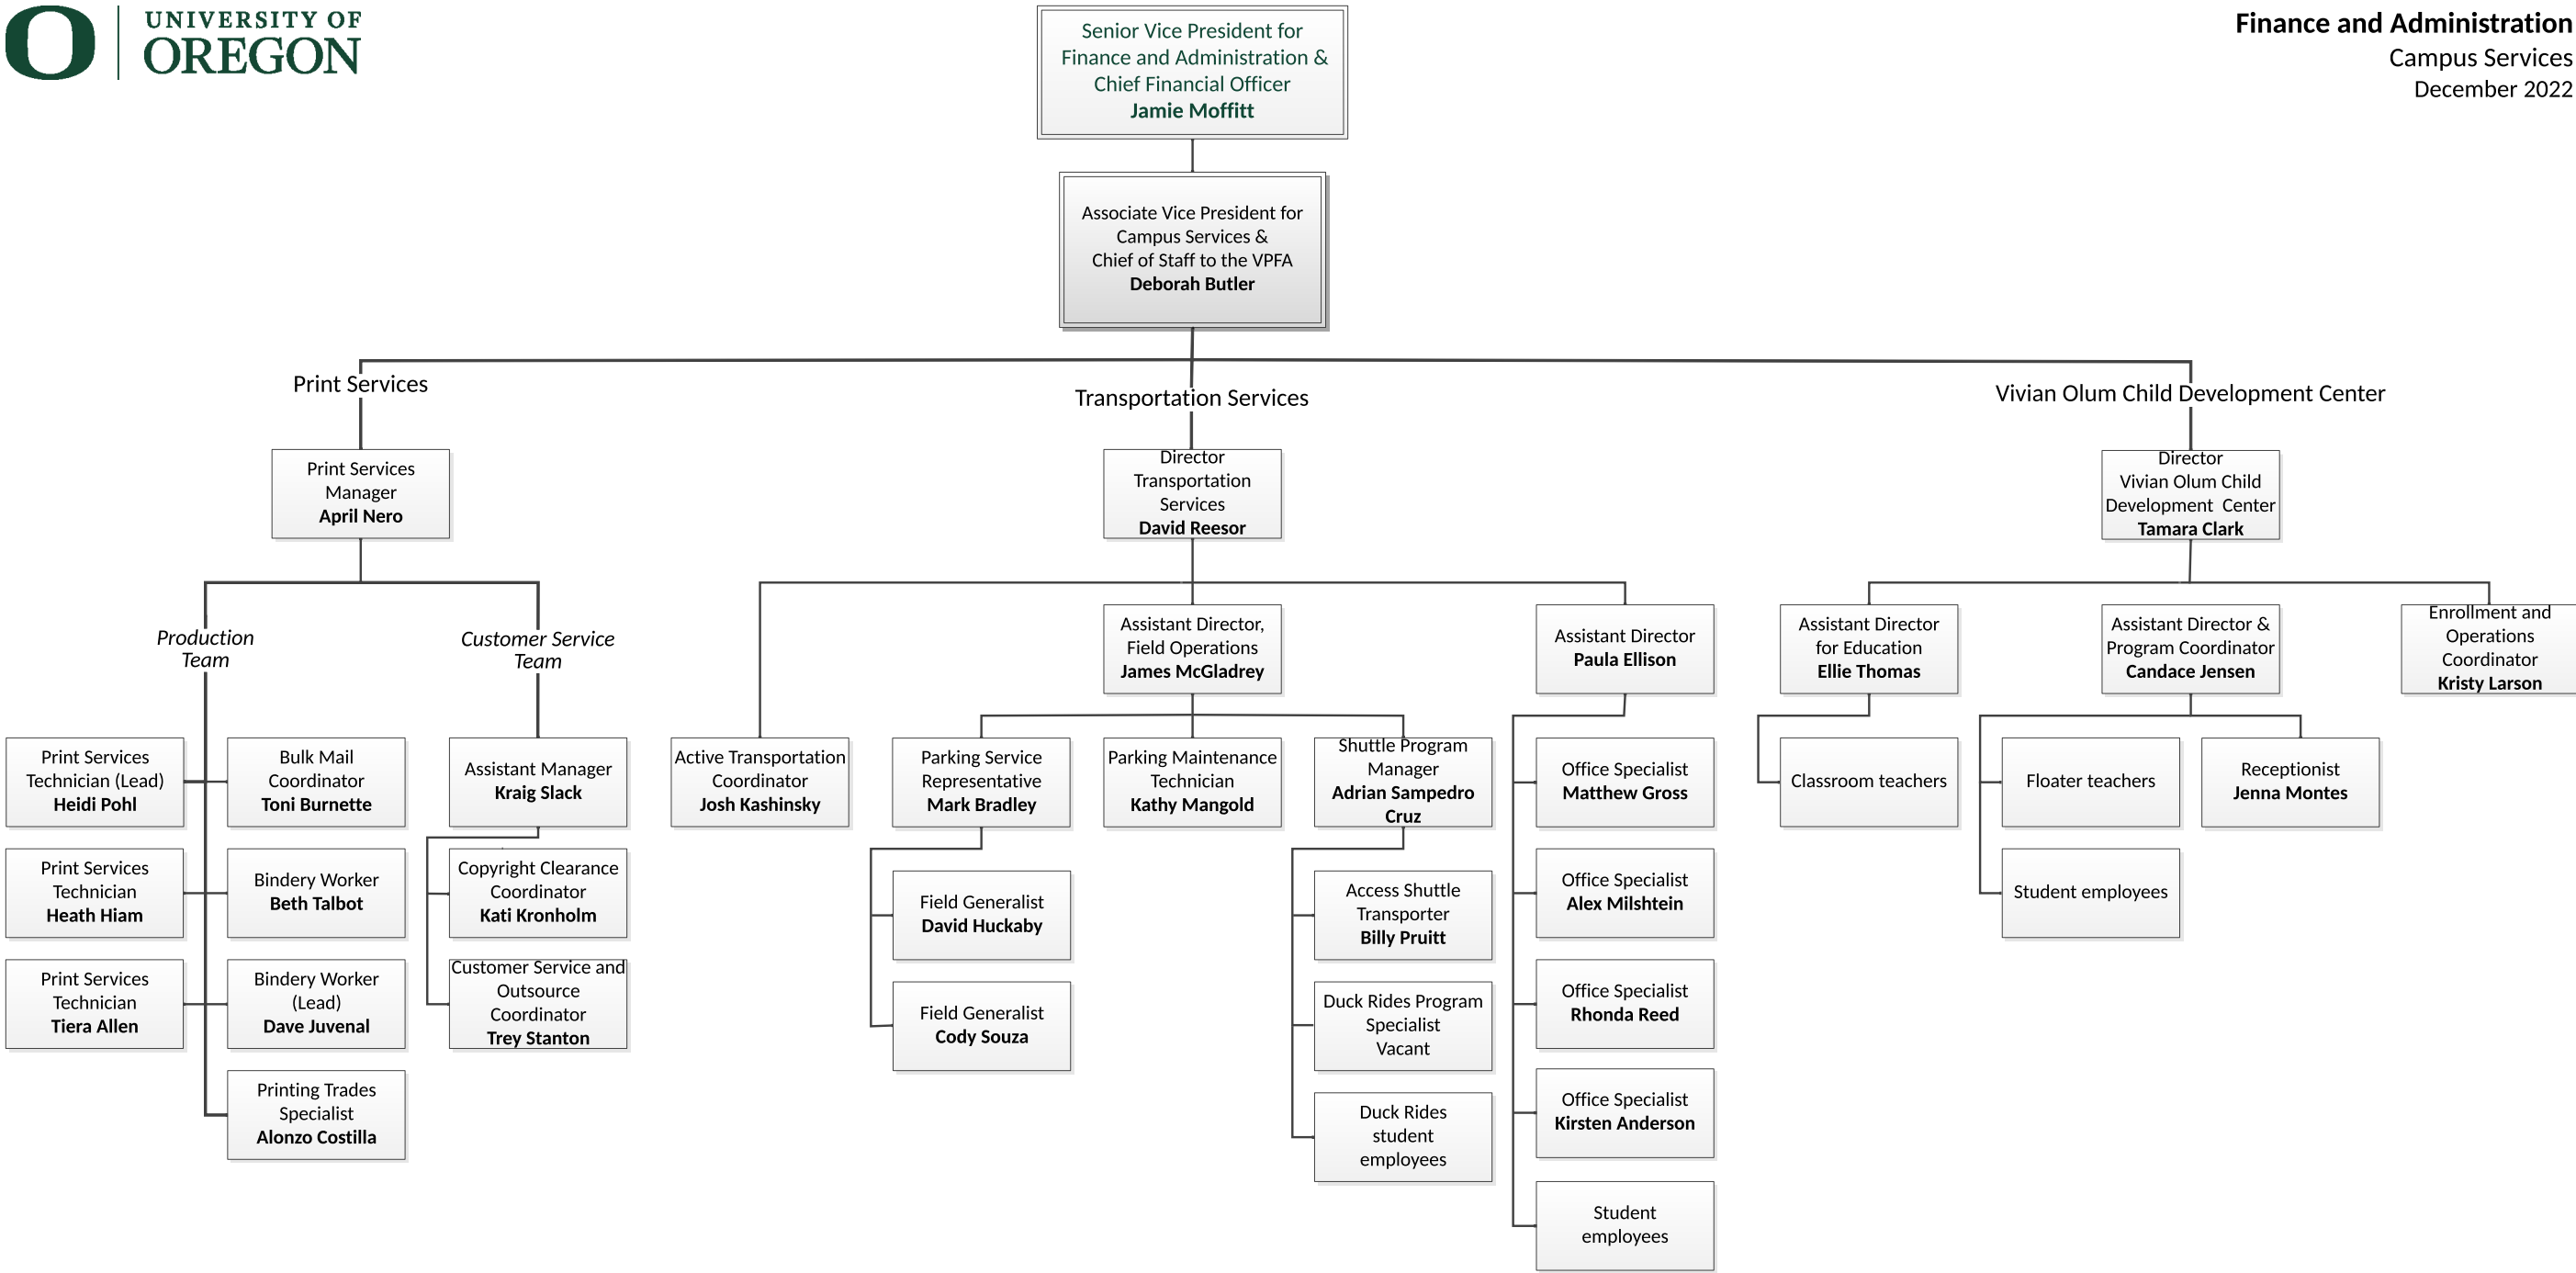 UNIVERSITY OF
OREGON
Finance and Administration
Campus Services
December 2022
Senior Vice President for
Finance and Administration &
Chief Financial Officer
Jamie Moffitt
Associate Vice President for
Campus Services &
Chief of Staff to the VPFA
Deborah Butler
Print Services
Transportation Services
Vivian Olum Child Development Center
Print Services
Manager
April Nero
Director
Transportation
Services
David Reesor
Director
Vivian Olum Child
Development Center
Tamara Clark
Production
Team
Customer Service
Team
Assistant Director,
Field Operations
James McGladrey
Assistant Director
Paula Ellison
Assistant Director
for Education
Ellie Thomas
Assistant Director &
Program Coordinator
Candace Jensen
Enrollment and
Operations
Coordinator
Kristy Larson
Print Services
Technician (Lead)
Heidi Pohl
Bulk Mail
Coordinator
Toni Burnette
Assistant Manager
Kraig Slack
Active Transportation
Coordinator
Josh Kashinsky
Parking Service
Representative
Mark Bradley
Parking Maintenance
Technician
Kathy Mangold
Shuttle Program
Manager
Adrian Sampedro
Cruz
Office Specialist
Matthew Gross
Classroom teachers
Floater teachers
Receptionist
Jenna Montes
Print Services
Technician
Heath Hiam
Bindery Worker
Beth Talbot
Copyright Clearance
Coordinator
Kati Kronholm
Field Generalist
David Huckaby
Access Shuttle
Transporter
Billy Pruitt
Office Specialist
Alex Milshtein
Student employees
Print Services
Technician
Tiera Allen
Bindery Worker
(Lead)
Dave Juvenal
Customer Service and
Outsource
Coordinator
Trey Stanton
Field Generalist
Cody Souza
Duck Rides Program
Specialist
Vacant
Office Specialist
Rhonda Reed
Printing Trades
Specialist
Alonzo Costilla
Duck Rides
student
employees
Office Specialist
Kirsten Anderson
Student
employees